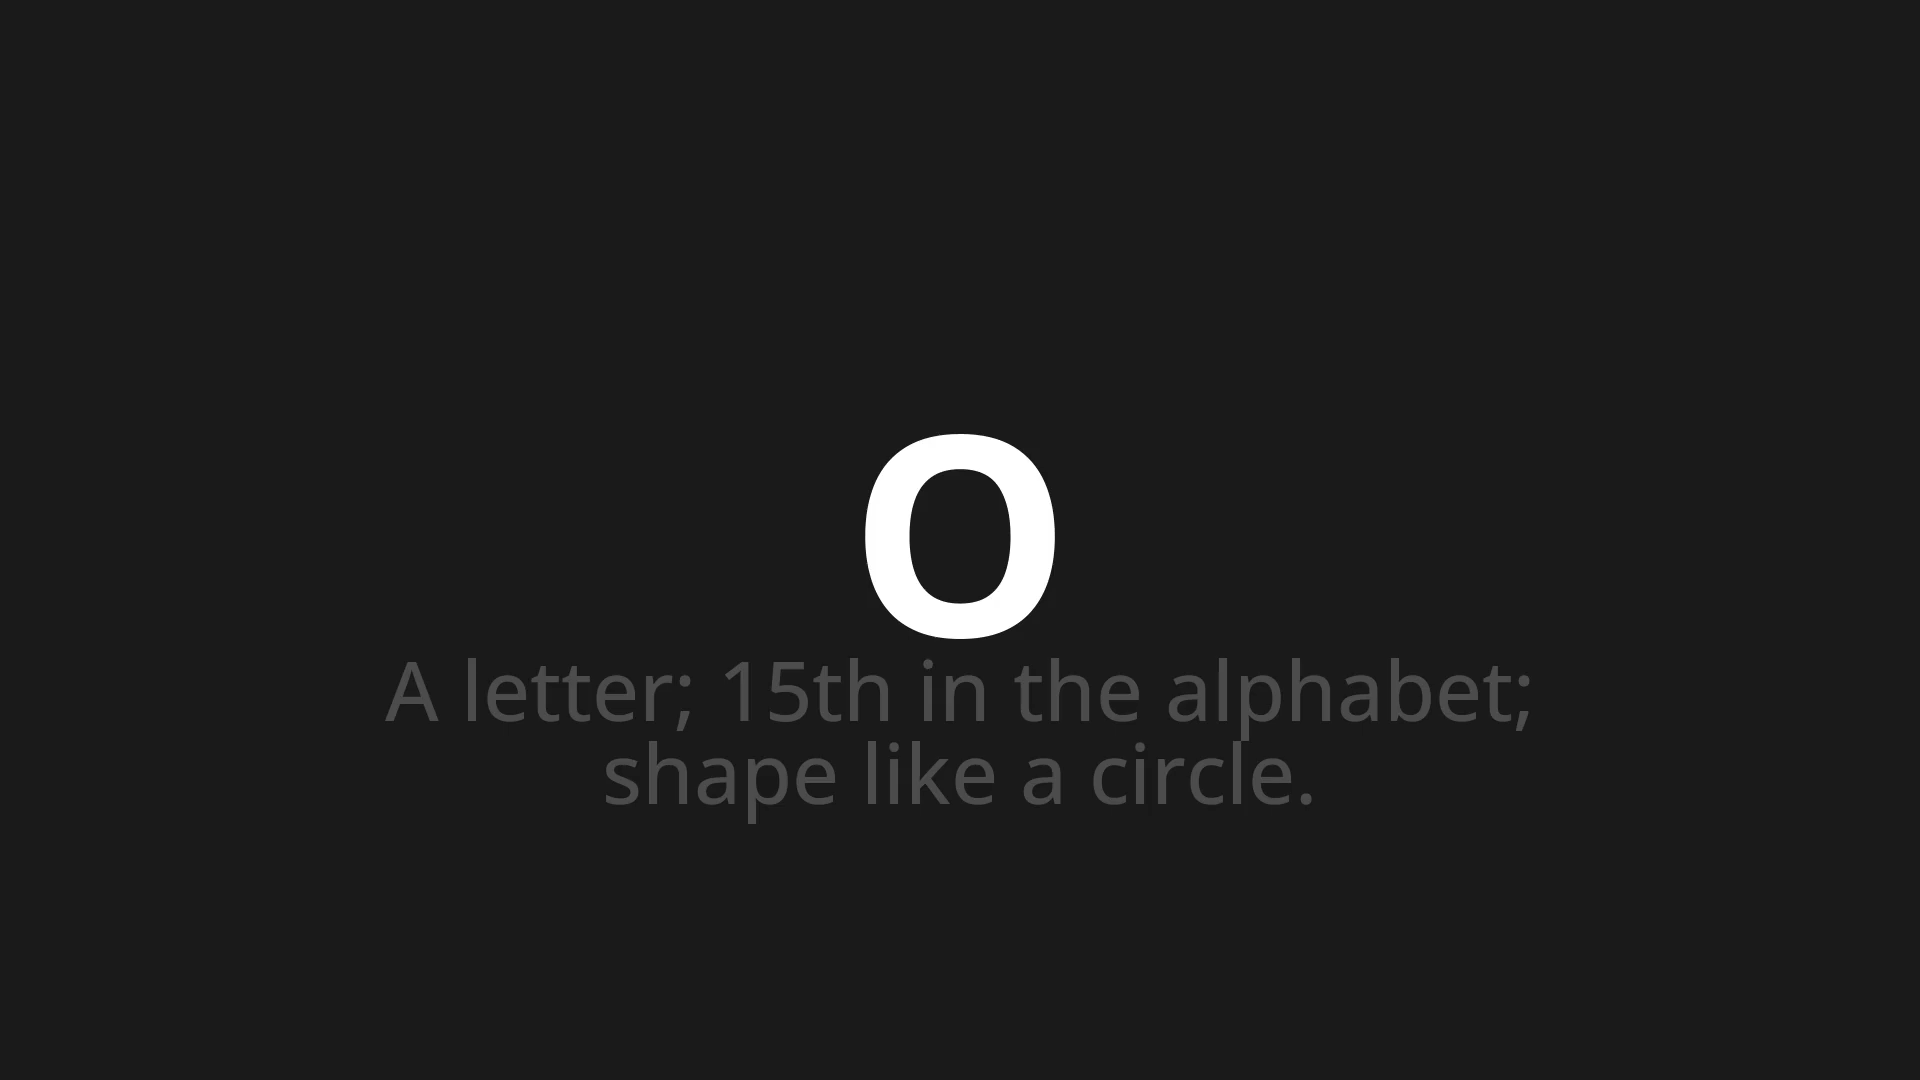 o
A letter; 15th in the alphabet;
shape like a circle.